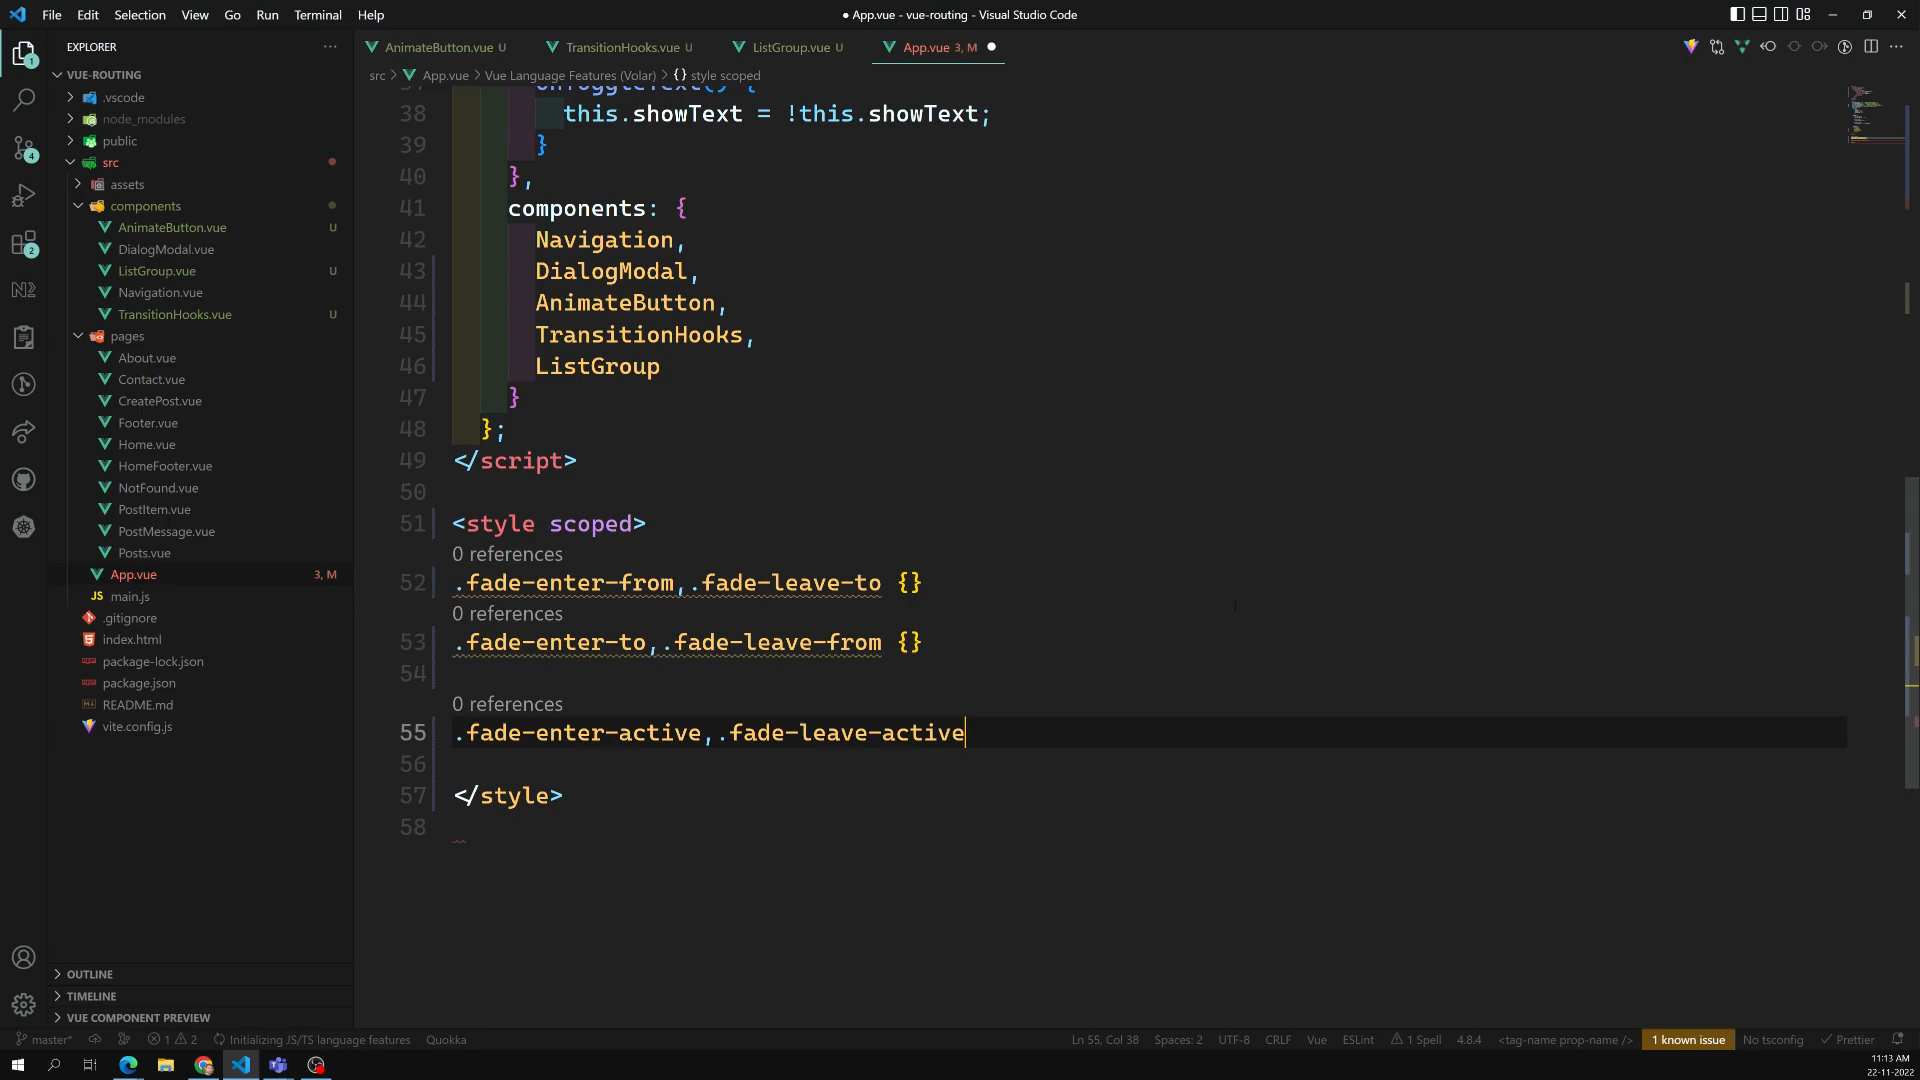 File Edit Selection View Go Run Terminal Help
● App.vue - vue-routing - Visual Studio Code
EXPLORER
VUE-ROUTING
.vscode
node_modules
public
src
assets
components
AnimateButton.vue U
DialogModal.vue
ListGroup.vue U
Navigation.vue
TransitionHooks.vue U
pages
About.vue
Contact.vue
CreatePost.vue
Footer.vue
Home.vue
HomeFooter.vue
NotFound.vue
PostItem.vue
PostMessage.vue
Posts.vue
App.vue 3, M
JS main.js
.gitignore
index.html
package-lock.json
package.json
README.md
vite.config.js
OUTLINE
TIMELINE
VUE COMPONENT PREVIEW
AnimateButton.vue U TransitionHooks.vue U ListGroup.vue U App.vue 3, M
src > App.vue > Vue Language Features (Volar) > {} style scoped
37 onToggleText() {
38 this.showText = !this.showText;
39 }
40 },
41 components: {
42 Navigation,
43 DialogModal,
44 AnimateButton,
45 TransitionHooks,
46 ListGroup
47 }
48 };
49 </script>
50
51 <style scoped>
0 references
52 .fade-enter-from,.fade-leave-to {}
0 references
53 .fade-enter-to,.fade-leave-from {}
54
0 references
55 .fade-enter-active,.fade-leave-active
56
57 </style>
58
master* 1 2 Initializing JS/TS language features Quokka
Ln 55, Col 38 Spaces: 2 UTF-8 CRLF Vue ESLint 1 Spell 4.8.4 <tag-name prop-name /> 1 known issue No tsconfig Prettier
11:13 AM
22-11-2022